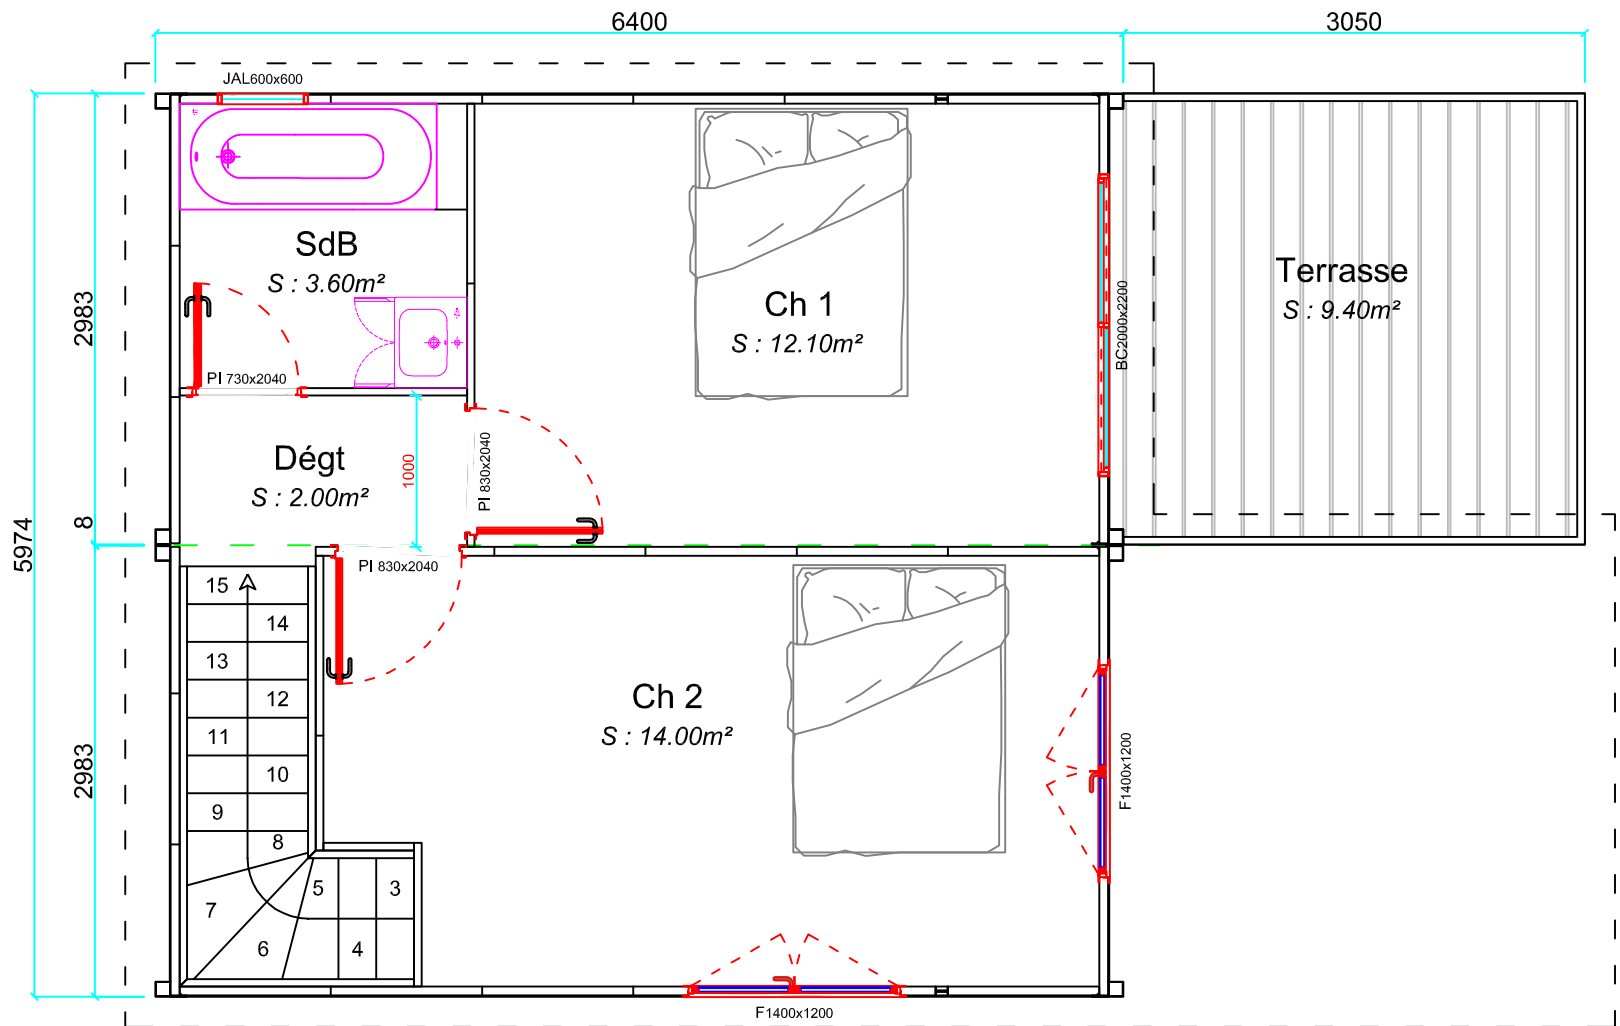 6400
3050
JAL600x600
SdB
S : 3.60m²
PI 730x2040
Ch 1
S : 12.10m²
BC2000x2200
Terrasse
S : 9.40m²
2983
8
5974
2983
Dégt
S : 2.00m²
1000
PI 830x2040
PI 830x2040
Ch 2
S : 14.00m²
F1400x1200
F1400x1200
15
14
13
12
11
10
9
8
7
6
5
4
3